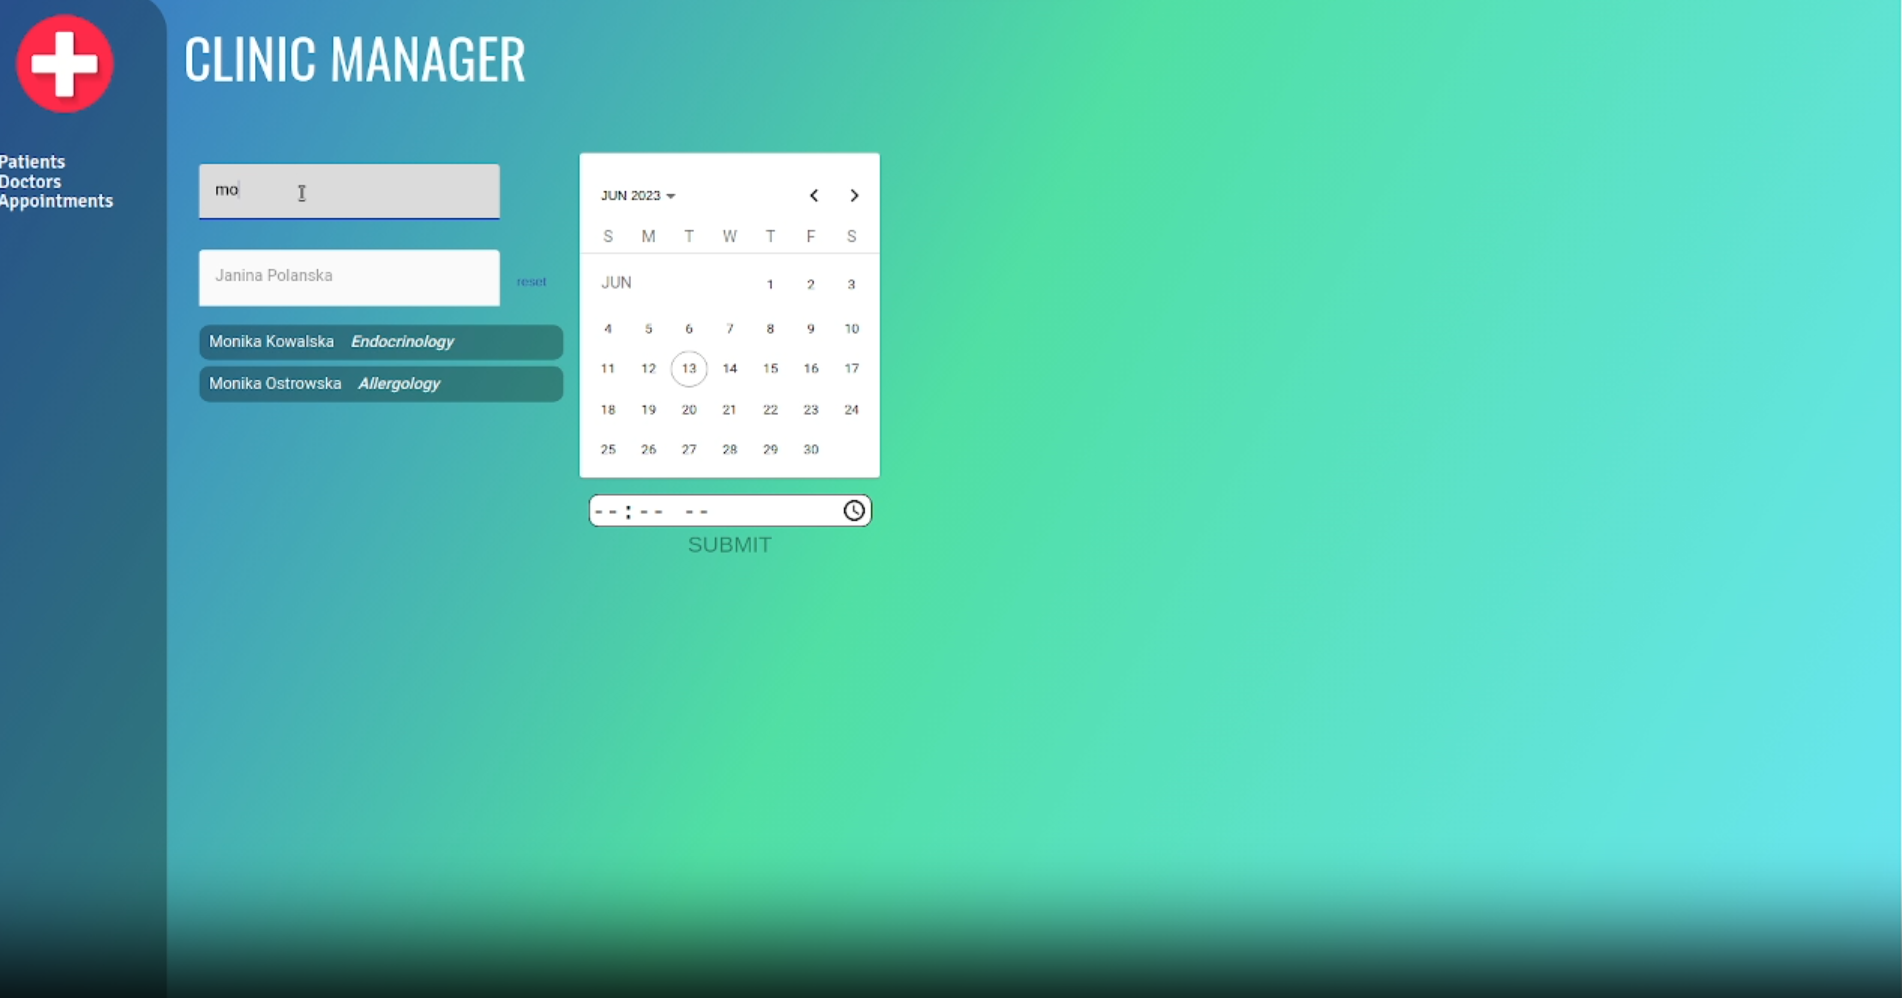 CLINIC MANAGER
Patients
Doctors
Appointments
mo
Janina Polanska
reset
Monika Kowalska Endocrinology
Monika Ostrowska Allergology
JUN 2023
S M T W T F S
JUN 1 2 3
4 5 6 7 8 9 10
11 12 13 14 15 16 17
18 19 20 21 22 23 24
25 26 27 28 29 30
--:-- --
SUBMIT